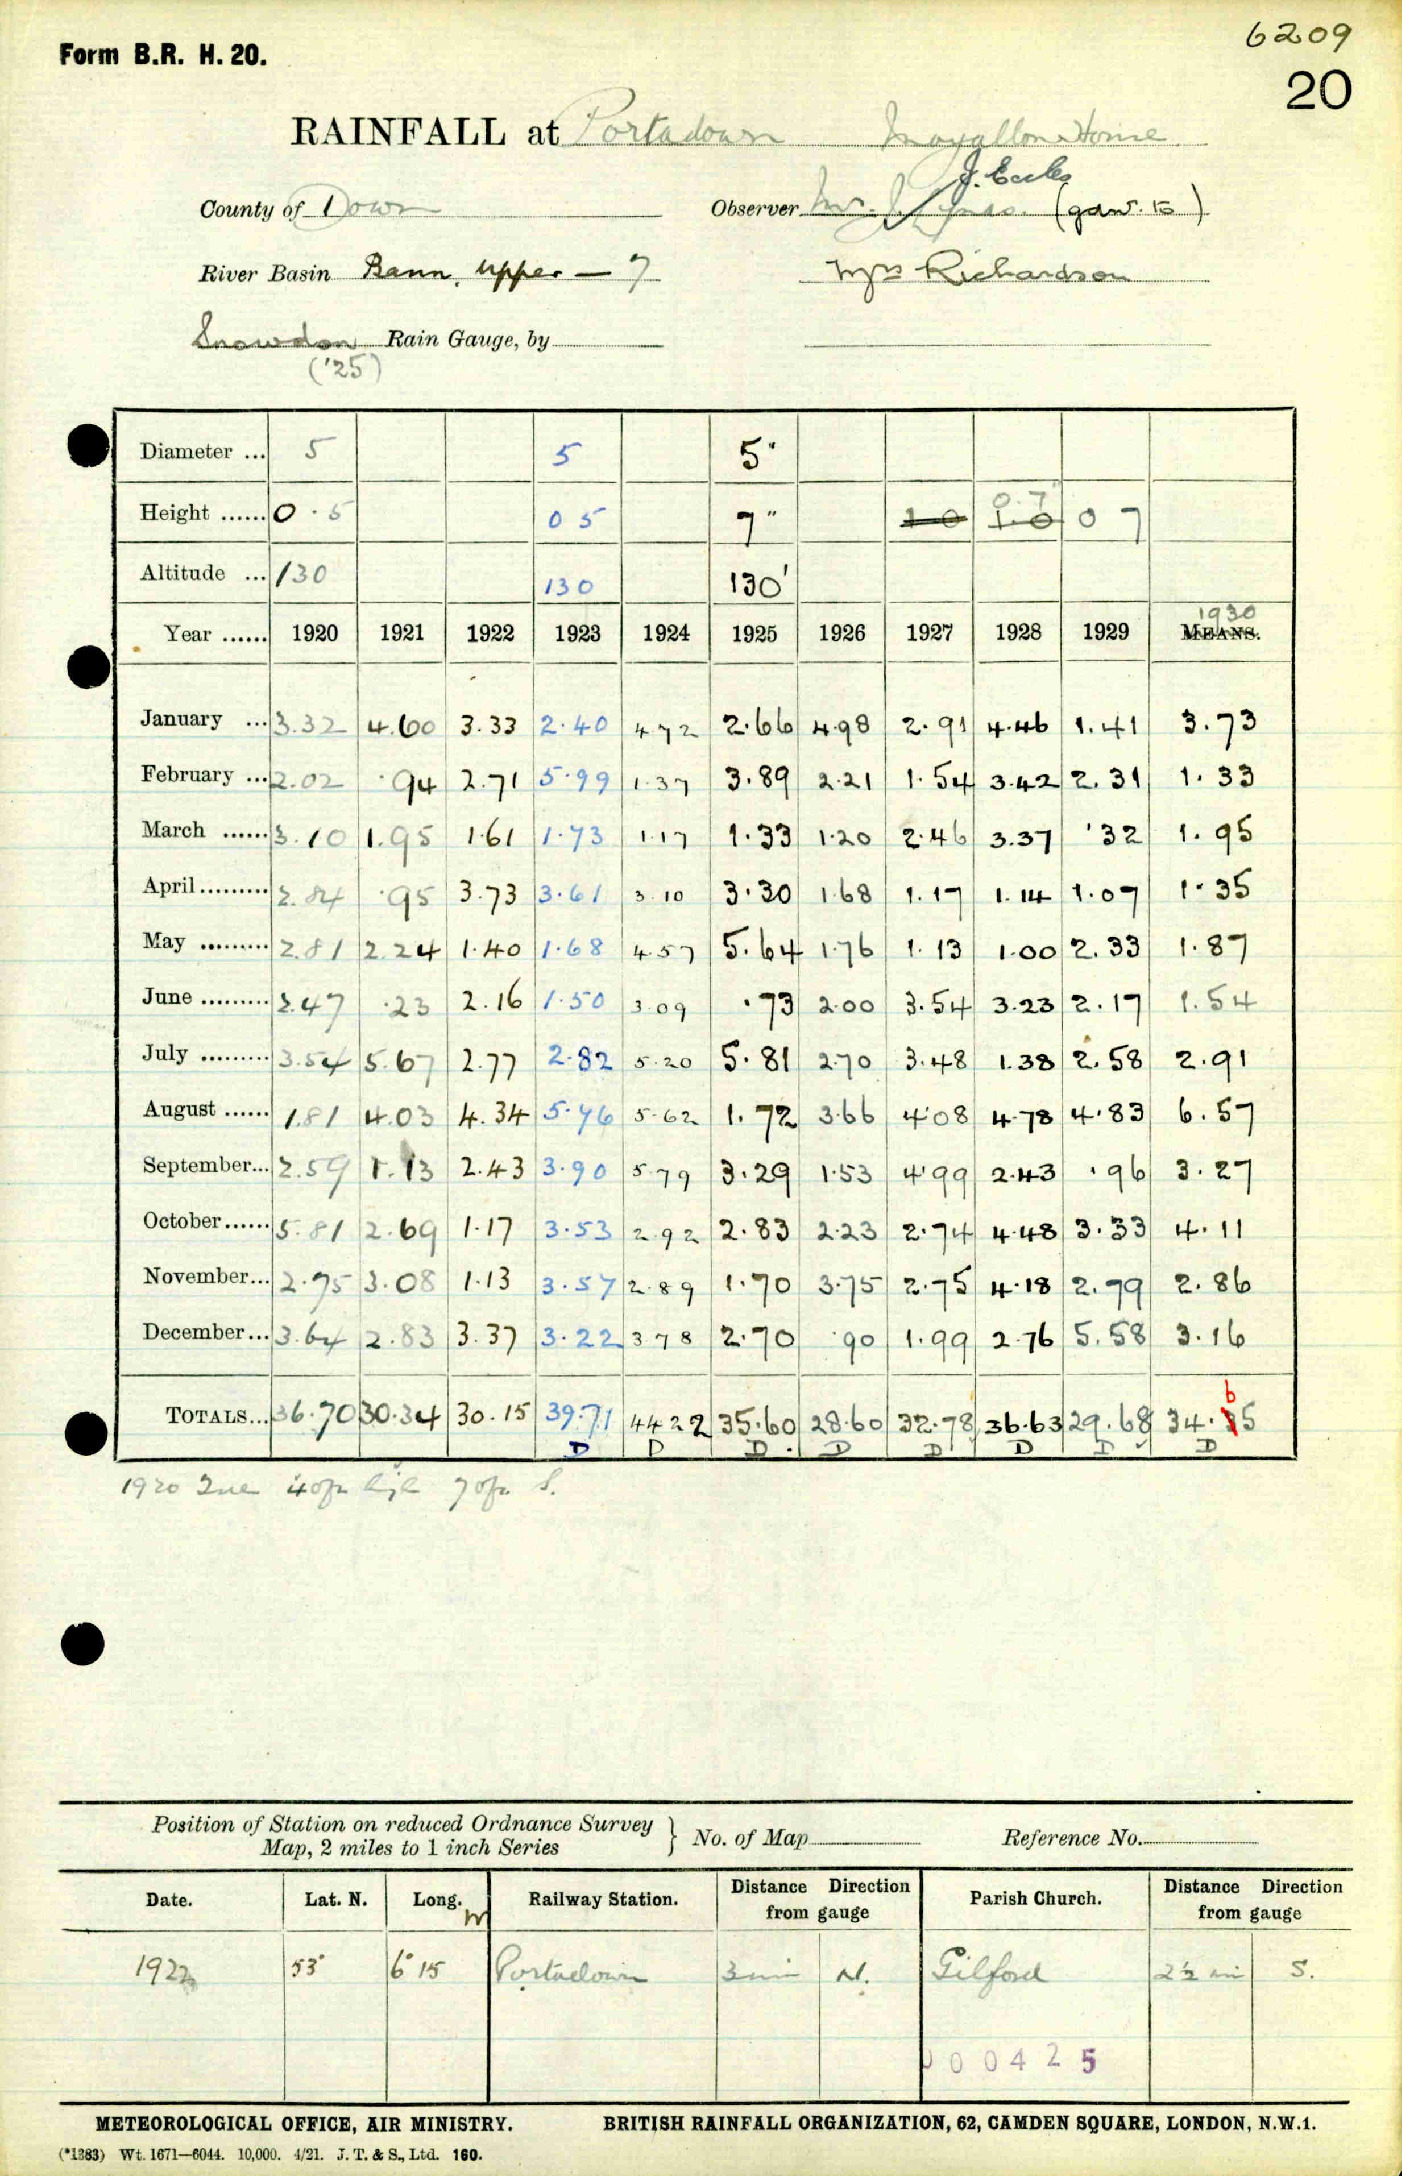 6209
Form B.R. H. 20.
20
RAINFALL at Portadown Moyallon House
J. Eccles
County of Down Observer Mr. J. (gdnr. to)
River Basin Bann, Upper — 7 Mrs Richardson
Snowdon Rain Gauge, by
('25)
Diameter ... 5 5 5"
0.7"
Height ...... 0.5 0 5 7" 1 0 1.0 0 7
Altitude ... 130 130 130'
1930
Year ...... 1920 1921 1922 1923 1924 1925 1926 1927 1928 1929 MEANS.
January ... 3.32 4.60 3.33 2.40 4 72 2.66 4.98 2.91 4.46 1.41 3.73
February ... 2.02 .94 2.71 5.99 1.37 3.89 2.21 1.54 3.42 2.31 1.33
March ...... 3.10 1.95 1.61 1.73 1.17 1.33 1.20 2.46 3.37 .32 1.95
April ......... 2.84 .95 3.73 3.61 3.10 3.30 1.68 1.17 1.14 1.07 1.35
May ......... 2.81 2.24 1.40 1.68 4.57 5.64 1.76 1.13 1.00 2.33 1.87
June ......... 2.47 .23 2.16 1.50 3.09 .73 2.00 3.54 3.23 2.17 1.54
July ......... 3.54 5.67 2.77 2.82 5.20 5.81 2.70 3.48 1.38 2.58 2.91
August ...... 1.81 4.03 4.34 5.76 5.62 1.72 3.66 4.08 4.78 4.83 6.57
September... 2.59 1.13 2.43 3.90 5.79 3.29 1.53 4.99 2.43 .96 3.27
October...... 5.81 2.69 1.17 3.53 2.92 2.83 2.23 2.74 4.48 3.33 4.11
November... 2.75 3.08 1.13 3.57 2.89 1.70 3.75 2.75 4.18 2.79 2.86
December... 3.64 2.83 3.37 3.22 3 78 2.70 .90 1.99 2.76 5.58 3.16
6
TOTALS... 36.70 30.34 30.15 39.71 44 22 35.60 28.60 32.78 36.63 29.68 34.35
D D D. D D D D D
1920 S.
Position of Station on reduced Ordnance Survey
Map, 2 miles to 1 inch Series } No. of Map Reference No.
Date. Lat. N. Long. W Railway Station. Distance Direction from gauge Parish Church. Distance Direction from gauge
1922 53° 6° 15 Portadown 3 mi N. Gilford 2½ mi S.
000425
METEOROLOGICAL OFFICE, AIR MINISTRY. BRITISH RAINFALL ORGANIZATION, 62, CAMDEN SQUARE, LONDON, N.W.1.
(*1383) Wt. 1671—6044. 10,000. 4/21. J. T. & S., Ltd. 160.